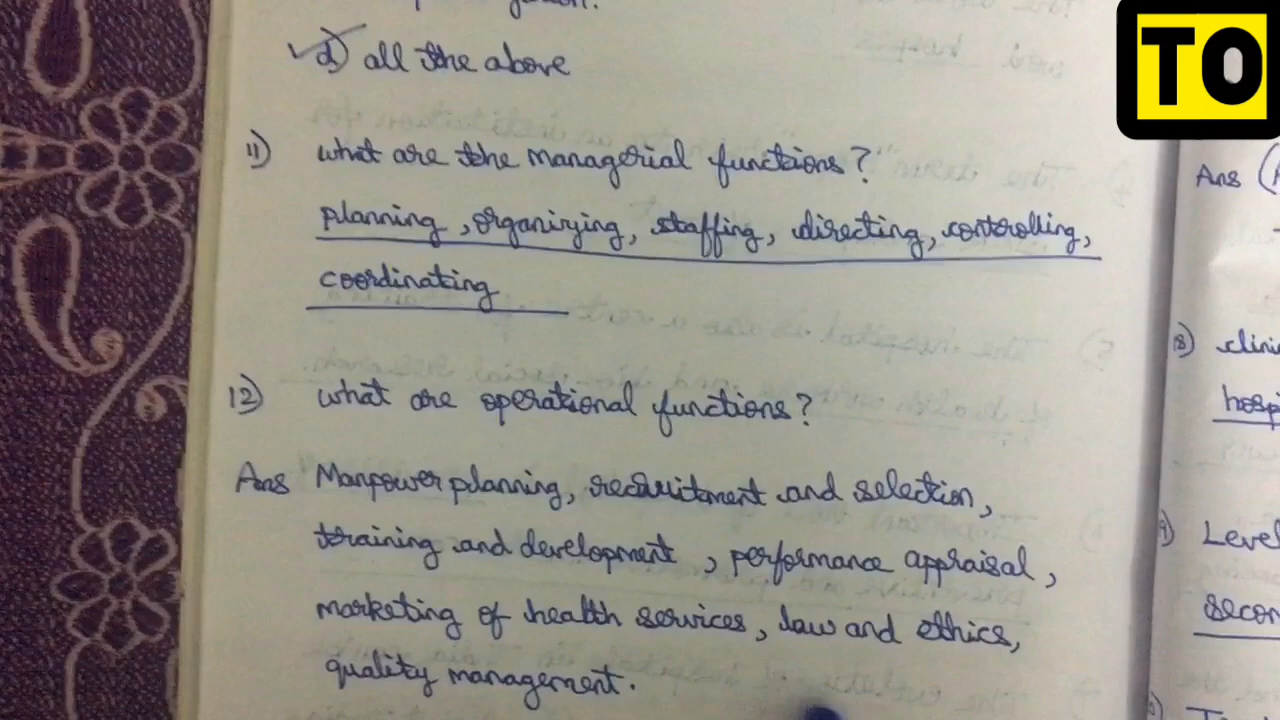 d) all the above
TO
11) what are the managerial functions?
planning, organizing, staffing, directing, controlling,
coordinating
12) what are operational functions?
Ans Manpower planning, recruitment and selection,
training and development, performance appraisal,
marketing of health services, law and ethics,
quality management.
Ans
8)
9) Level